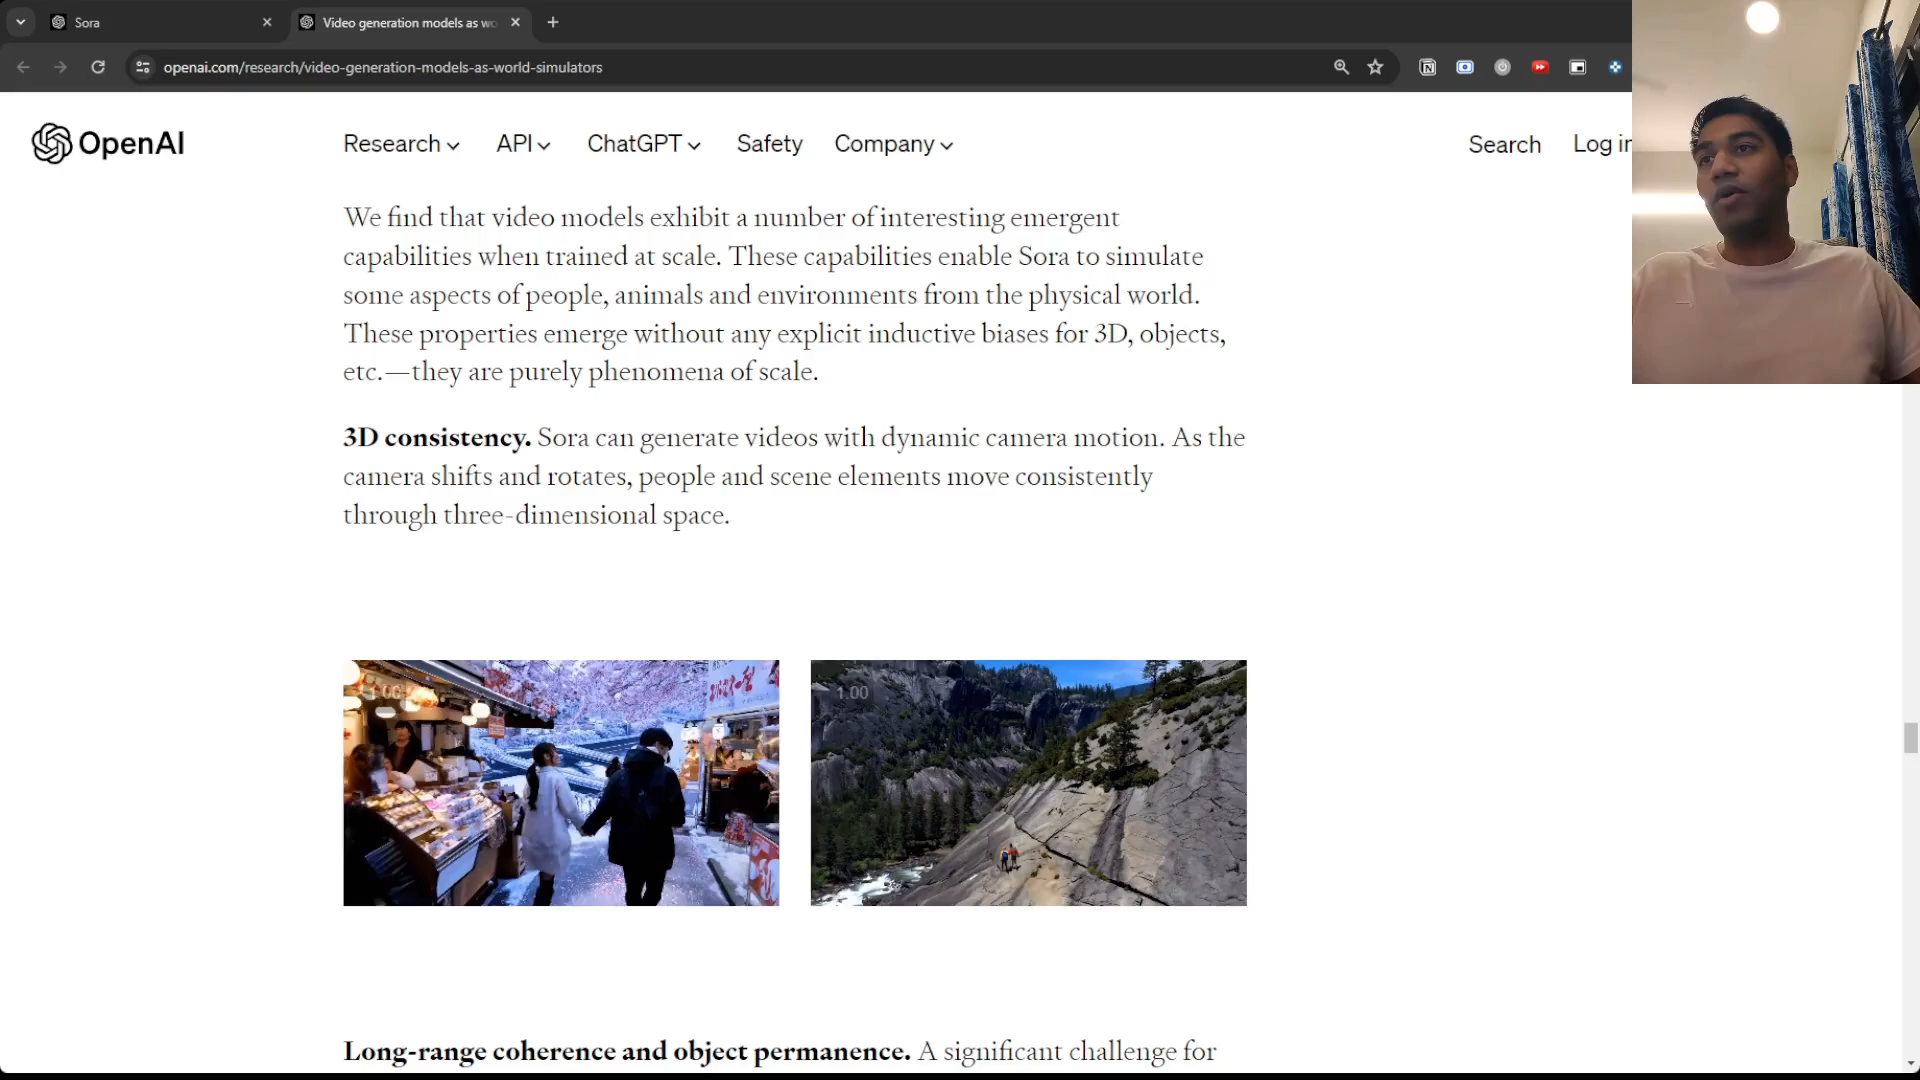 Sora
Video generation models as wo
openai.com/research/video-generation-models-as-world-simulators
OpenAI
Research
API
ChatGPT
Safety
Company
Search
Log in
We find that video models exhibit a number of interesting emergent
capabilities when trained at scale. These capabilities enable Sora to simulate
some aspects of people, animals and environments from the physical world.
These properties emerge without any explicit inductive biases for 3D, objects,
etc.—they are purely phenomena of scale.
3D consistency. Sora can generate videos with dynamic camera motion. As the
camera shifts and rotates, people and scene elements move consistently
through three-dimensional space.
1.00
1.00
Long-range coherence and object permanence. A significant challenge for